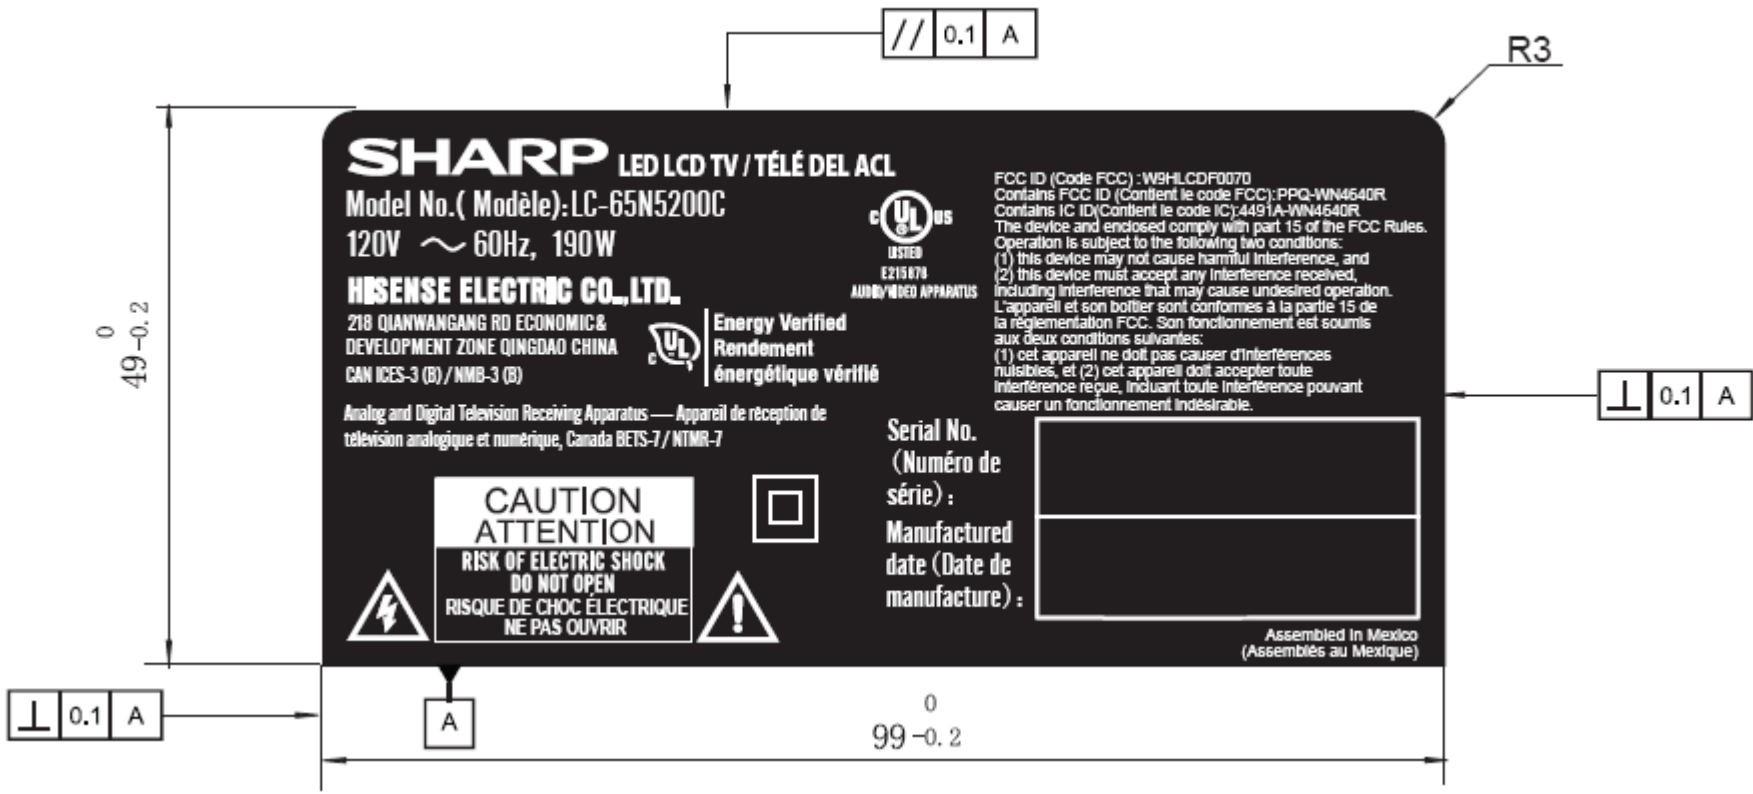 // 0.1 A
R3
SHARP LED LCD TV / TÉLÉ DEL ACL
Model No.( Modèle):LC-65N5200C
120V ～ 60Hz, 190W
HISENSE ELECTRIC CO.,LTD.
218 QIANWANGANG RD ECONOMIC&
DEVELOPMENT ZONE QINGDAO CHINA
CAN ICES-3 (B) / NMB-3 (B)
C UL US
®
LISTED
E215878
AUDIO/VIDEO APPARATUS
c UL
Energy Verified
Rendement
énergétique vérifié
Analog and Digital Television Receiving Apparatus — Appareil de réception de
télévision analogique et numérique, Canada BETS-7 / NTMR-7
FCC ID (Code FCC) :W9HLCDF0070
Contains FCC ID (Contient le code FCC):PPQ-WN4640R
Contains IC ID(Contient le code IC):4491A-WN4640R
The device and enclosed comply with part 15 of the FCC Rules.
Operation is subject to the following two conditions:
(1) this device may not cause harmful interference, and
(2) this device must accept any interference received,
including interference that may cause undesired operation.
L'appareil et son boîtier sont conformes à la partie 15 de
la réglementation FCC. Son fonctionnement est soumis
aux deux conditions suivantes:
(1) cet appareil ne doit pas causer d'interférences
nuisibles, et (2) cet appareil doit accepter toute
interférence reçue, incluant toute interférence pouvant
causer un fonctionnement indésirable.
CAUTION
ATTENTION
RISK OF ELECTRIC SHOCK
DO NOT OPEN
RISQUE DE CHOC ÉLECTRIQUE
NE PAS OUVRIR
Serial No.
(Numéro de
série) :
Manufactured
date (Date de
manufacture) :
Assembled in Mexico
(Assemblés au Mexique)
0
49-0.2
⊥ 0.1 A
⊥ 0.1 A
A
0
99-0.2